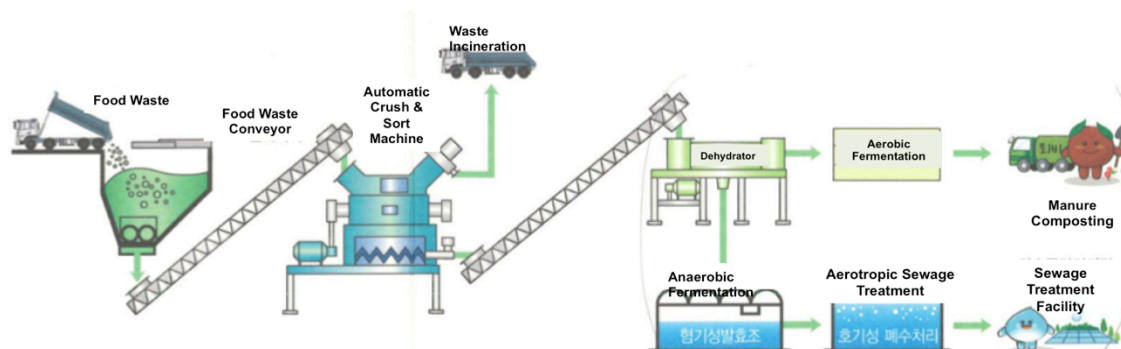 Waste
Incineration
Food Waste
Food Waste
Conveyor
Automatic
Crush &
Sort
Machine
Dehydrator
Aerobic
Fermentation
Manure
Composting
Anaerobic
Fermentation
혐기성발효조
Aerotropic Sewage
Treatment
호기성 폐수처리
Sewage
Treatment
Facility